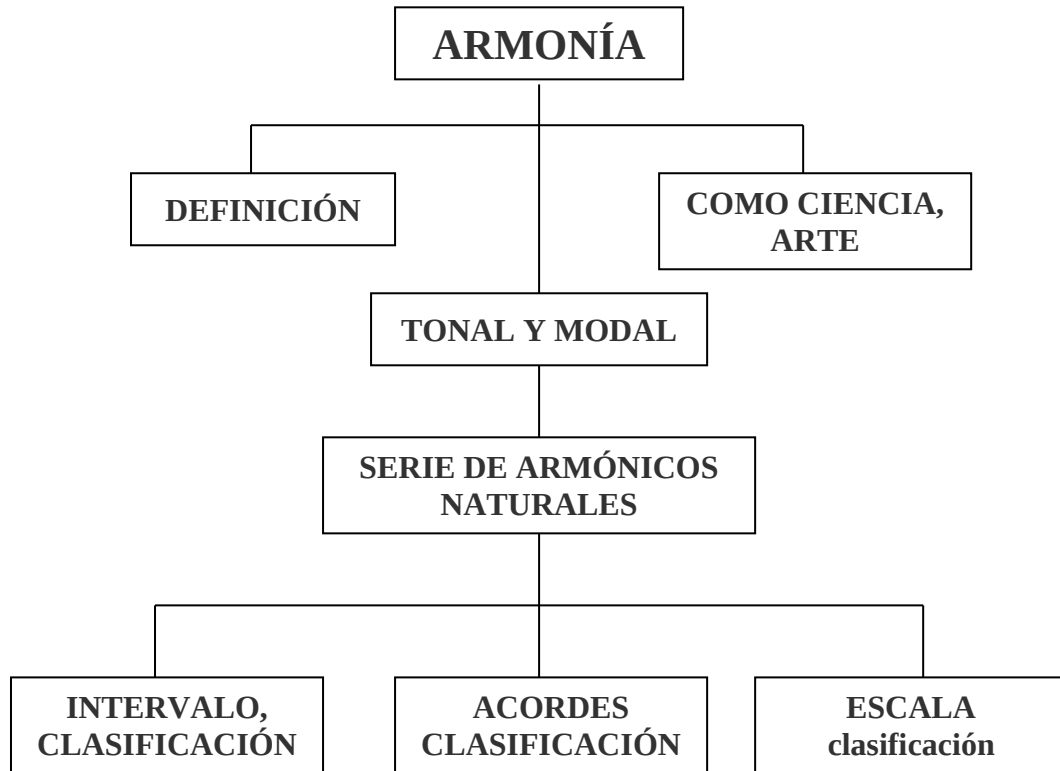 ARMONÍA
DEFINICIÓN
COMO CIENCIA,
ARTE
TONAL Y MODAL
SERIE DE ARMÓNICOS
NATURALES
INTERVALO,
CLASIFICACIÓN
ACORDES
CLASIFICACIÓN
ESCALA
clasificación